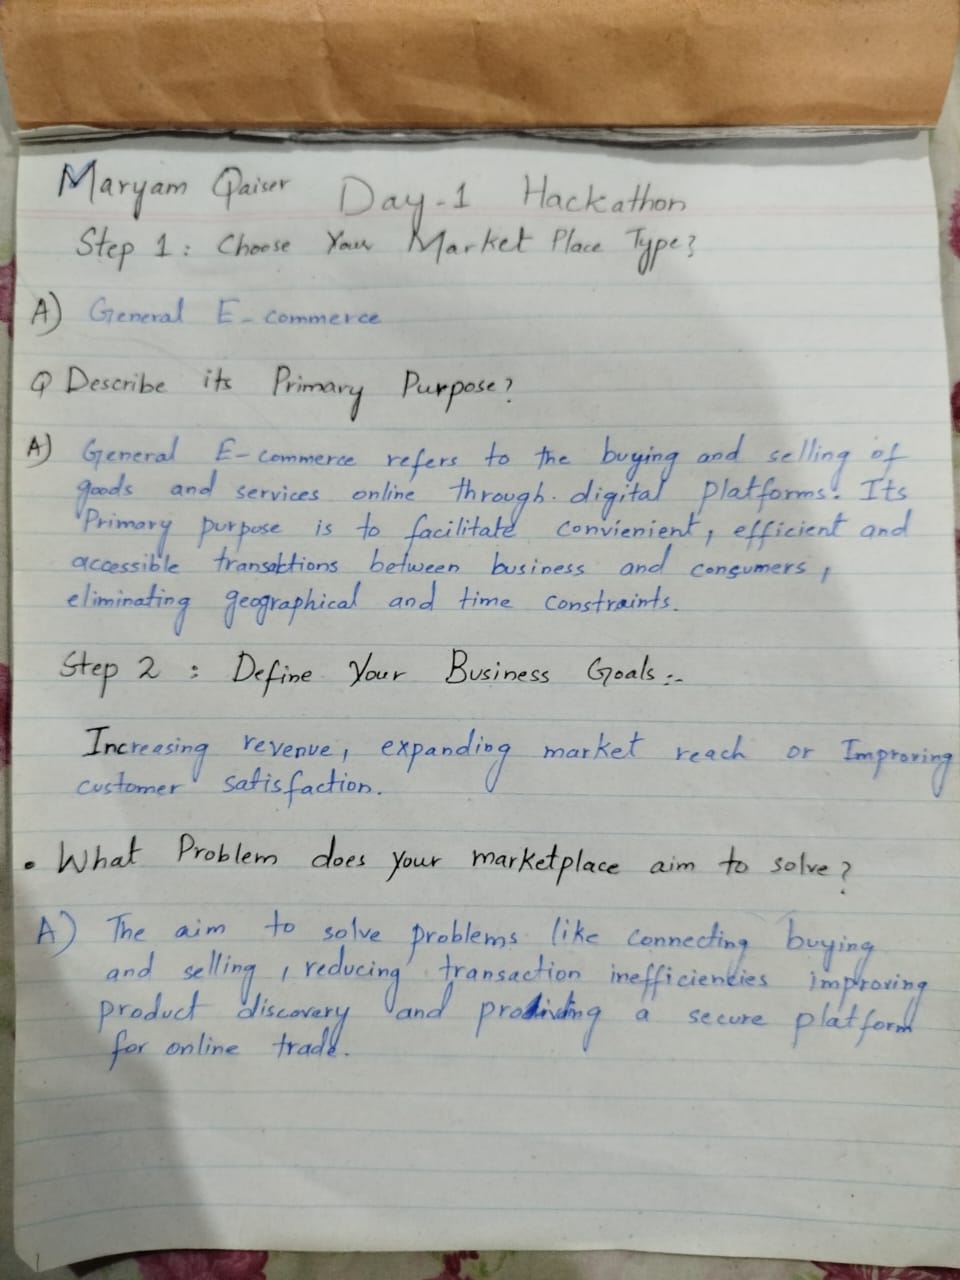 Maryam Qaiser Day-1 Hackathon
Step 1: Choose Your Market Place Type?
A) General E-commerce
Q Describe its Primary Purpose?
A) General E-commerce refers to the buying and selling of
goods and services online through. digital platforms. Its
Primary purpose is to facilitate convienient, efficient and
accessible transaktions between business and consumers,
eliminating geographical and time constraints.
Step 2 : Define Your Business Goals :-
Increasing revenue, expanding market reach or Improving
customer satisfaction.
• What Problem does your marketplace aim to solve?
A) The aim to solve problems like connecting buying
and selling, reducing transaction inefficiencies improving
product discovery and providing a secure platform
for online trade.